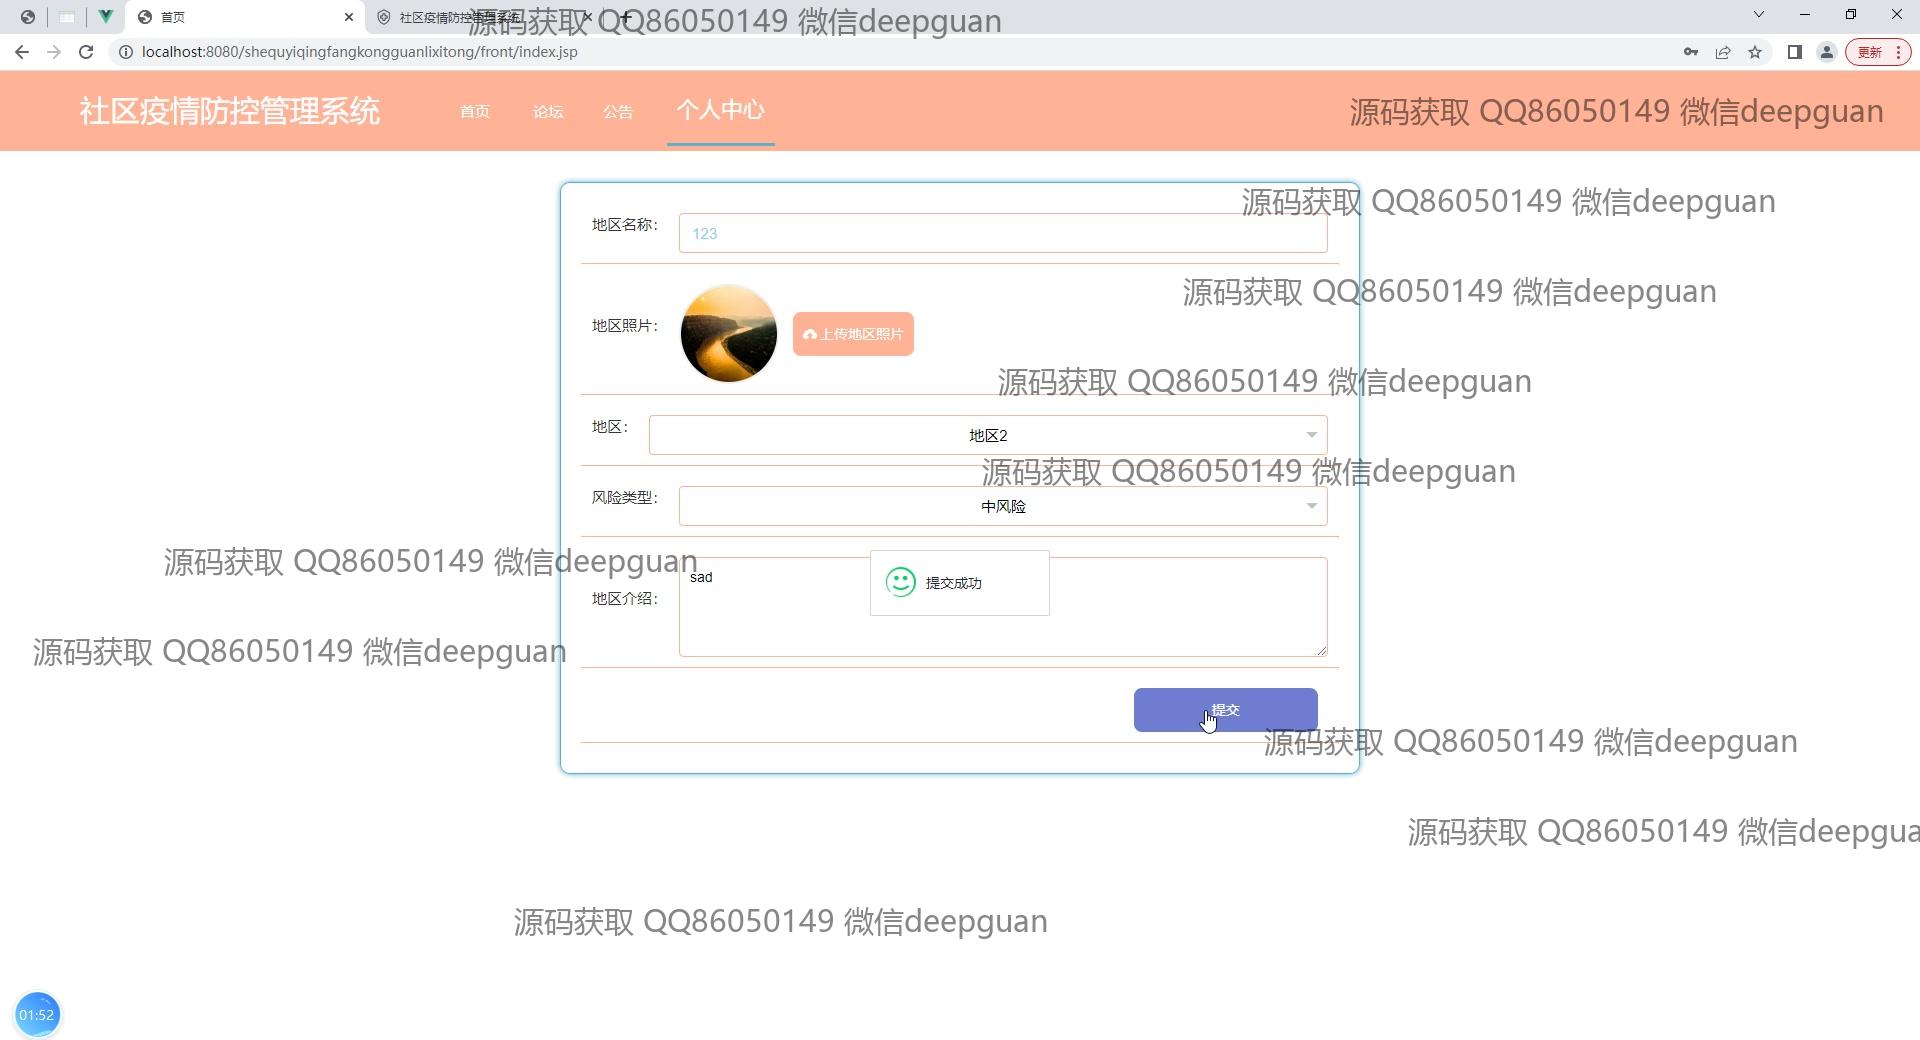 首页
社区疫情防控管理系统
源码获取 QQ86050149 微信deepguan
localhost:8080/shequyiqingfangkongguanlixitong/front/index.jsp
更新
社区疫情防控管理系统
首页
论坛
公告
个人中心
源码获取 QQ86050149 微信deepguan
源码获取 QQ86050149 微信deepguan
地区名称：
123
源码获取 QQ86050149 微信deepguan
地区照片：
上传地区照片
源码获取 QQ86050149 微信deepguan
地区：
地区2
源码获取 QQ86050149 微信deepguan
风险类型：
中风险
源码获取 QQ86050149 微信deepguan
地区介绍：
sad
提交成功
源码获取 QQ86050149 微信deepguan
提交
源码获取 QQ86050149 微信deepguan
源码获取 QQ86050149 微信deepgua
源码获取 QQ86050149 微信deepguan
01:52